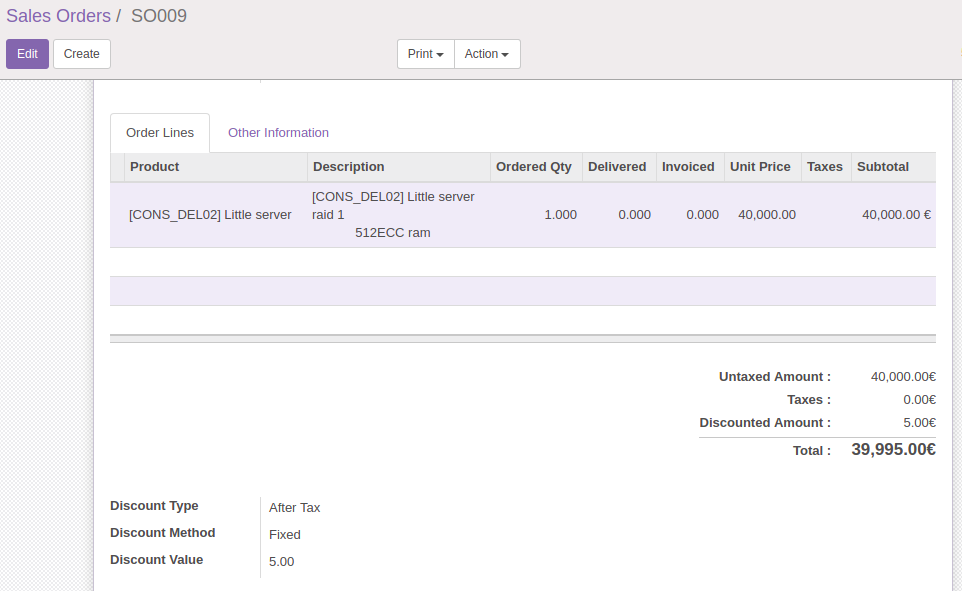 Sales Orders / SO009
Edit Create Print Action
Order Lines Other Information
Product Description Ordered Qty Delivered Invoiced Unit Price Taxes Subtotal
[CONS_DEL02] Little server
[CONS_DEL02] Little server raid 1 1.000 0.000 0.000 40,000.00 40,000.00 €
512ECC ram
Untaxed Amount : 40,000.00€
Taxes : 0.00€
Discounted Amount : 5.00€
Total : 39,995.00€
Discount Type After Tax
Discount Method Fixed
Discount Value 5.00